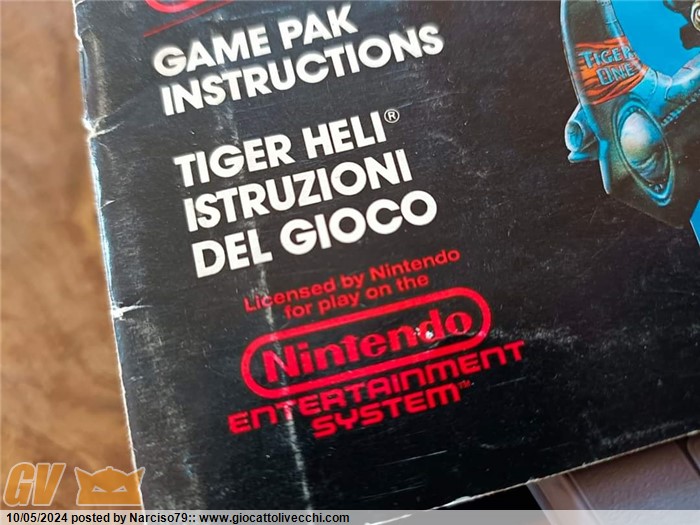 GAME PAK
INSTRUCTIONS
TIGER HELI®
ISTRUZIONI
DEL GIOCO
Licensed by Nintendo
for play on the
Nintendo
ENTERTAINMENT
SYSTEM™
TIGER
ONE
GV
10/05/2024 posted by Narciso79:: www.giocattolivecchi.com